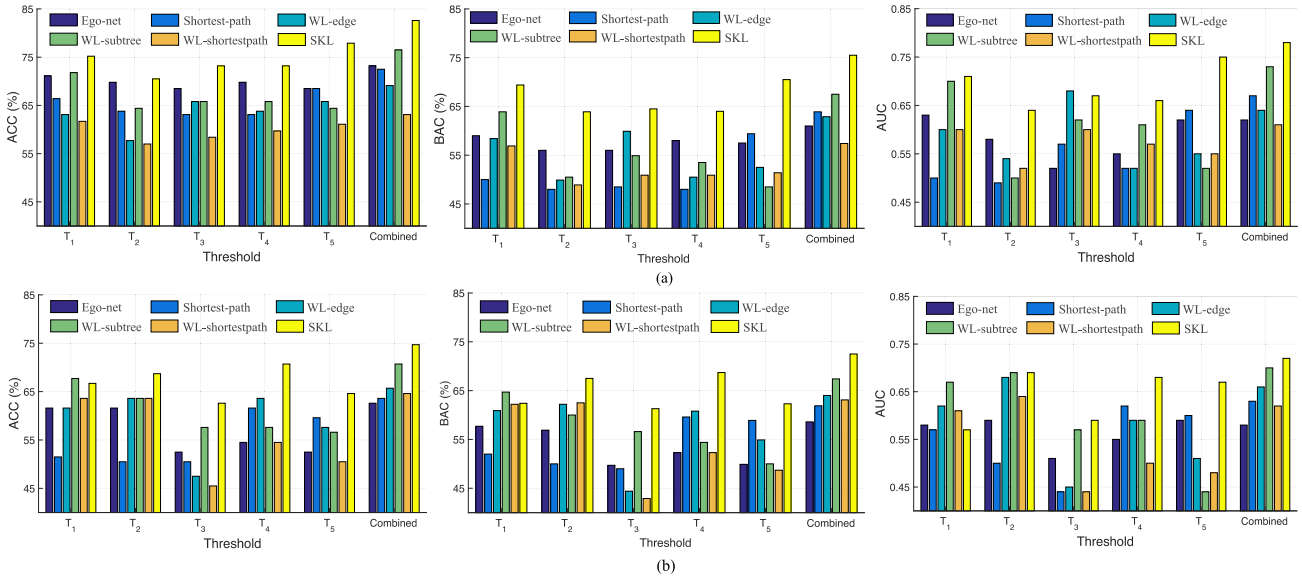 ACC (%)
85
75
65
55
45
Ego-net Shortest-path WL-edge
WL-subtree WL-shortestpath SKL
T1 T2 T3 T4 T5 Combined
Threshold
BAC (%)
85
75
65
55
45
Ego-net Shortest-path WL-edge
WL-subtree WL-shortestpath SKL
T1 T2 T3 T4 T5 Combined
Threshold
AUC
0.85
0.75
0.65
0.55
0.45
Ego-net Shortest-path WL-edge
WL-subtree WL-shortestpath SKL
T1 T2 T3 T4 T5 Combined
Threshold
(a)
ACC (%)
85
75
65
55
45
Ego-net Shortest-path WL-edge
WL-subtree WL-shortestpath SKL
T1 T2 T3 T4 T5 Combined
Threshold
BAC (%)
85
75
65
55
45
Ego-net Shortest-path WL-edge
WL-subtree WL-shortestpath SKL
T1 T2 T3 T4 T5 Combined
Threshold
AUC
0.85
0.75
0.65
0.55
0.45
Ego-net Shortest-path WL-edge
WL-subtree WL-shortestpath SKL
T1 T2 T3 T4 T5 Combined
Threshold
(b)